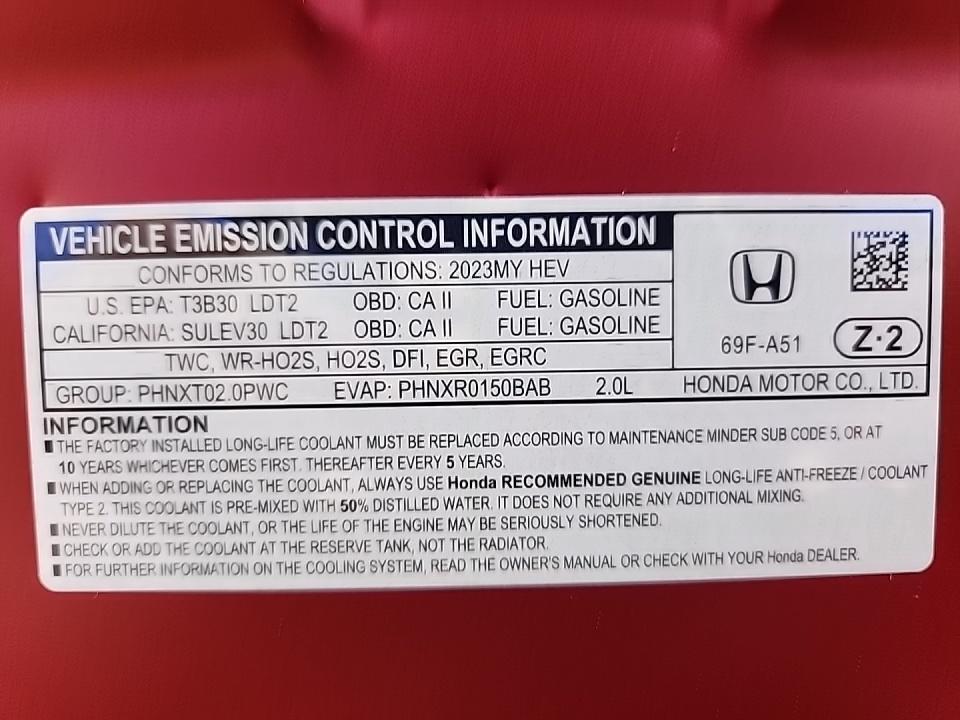 VEHICLE EMISSION CONTROL INFORMATION
CONFORMS TO REGULATIONS: 2023MY HEV
U.S. EPA: T3B30 LDT2 OBD: CA II FUEL: GASOLINE
CALIFORNIA: SULEV30 LDT2 OBD: CA II FUEL: GASOLINE
TWC, WR-HO2S, HO2S, DFI, EGR, EGRC
GROUP: PHNXT02.0PWC EVAP: PHNXR0150BAB 2.0L
69F-A51 Z·2
HONDA MOTOR CO., LTD.
INFORMATION
THE FACTORY INSTALLED LONG-LIFE COOLANT MUST BE REPLACED ACCORDING TO MAINTENANCE MINDER SUB CODE 5, OR AT
10 YEARS WHICHEVER COMES FIRST. THEREAFTER EVERY 5 YEARS.
WHEN ADDING OR REPLACING THE COOLANT, ALWAYS USE Honda RECOMMENDED GENUINE LONG-LIFE ANTI-FREEZE / COOLANT
TYPE 2. THIS COOLANT IS PRE-MIXED WITH 50% DISTILLED WATER. IT DOES NOT REQUIRE ANY ADDITIONAL MIXING.
NEVER DILUTE THE COOLANT, OR THE LIFE OF THE ENGINE MAY BE SERIOUSLY SHORTENED.
CHECK OR ADD THE COOLANT AT THE RESERVE TANK, NOT THE RADIATOR.
FOR FURTHER INFORMATION ON THE COOLING SYSTEM, READ THE OWNER'S MANUAL OR CHECK WITH YOUR Honda DEALER.